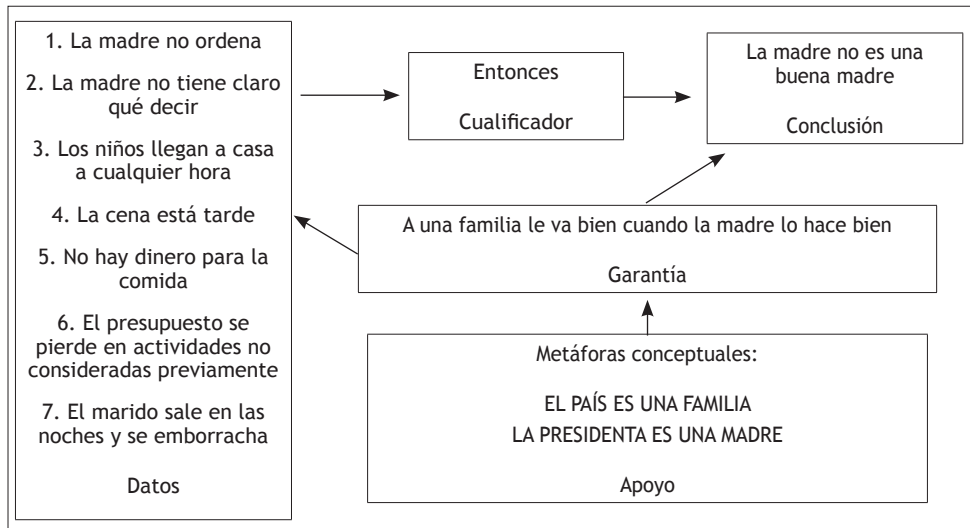 1. La madre no ordena
2. La madre no tiene claro
qué decir
3. Los niños llegan a casa
a cualquier hora
4. La cena está tarde
5. No hay dinero para la
comida
6. El presupuesto se
pierde en actividades no
consideradas previamente
7. El marido sale en las
noches y se emborracha
Datos
Entonces
Cualificador
La madre no es una
buena madre
Conclusión
A una familia le va bien cuando la madre lo hace bien
Garantía
Metáforas conceptuales:
EL PAÍS ES UNA FAMILIA
LA PRESIDENTA ES UNA MADRE
Apoyo